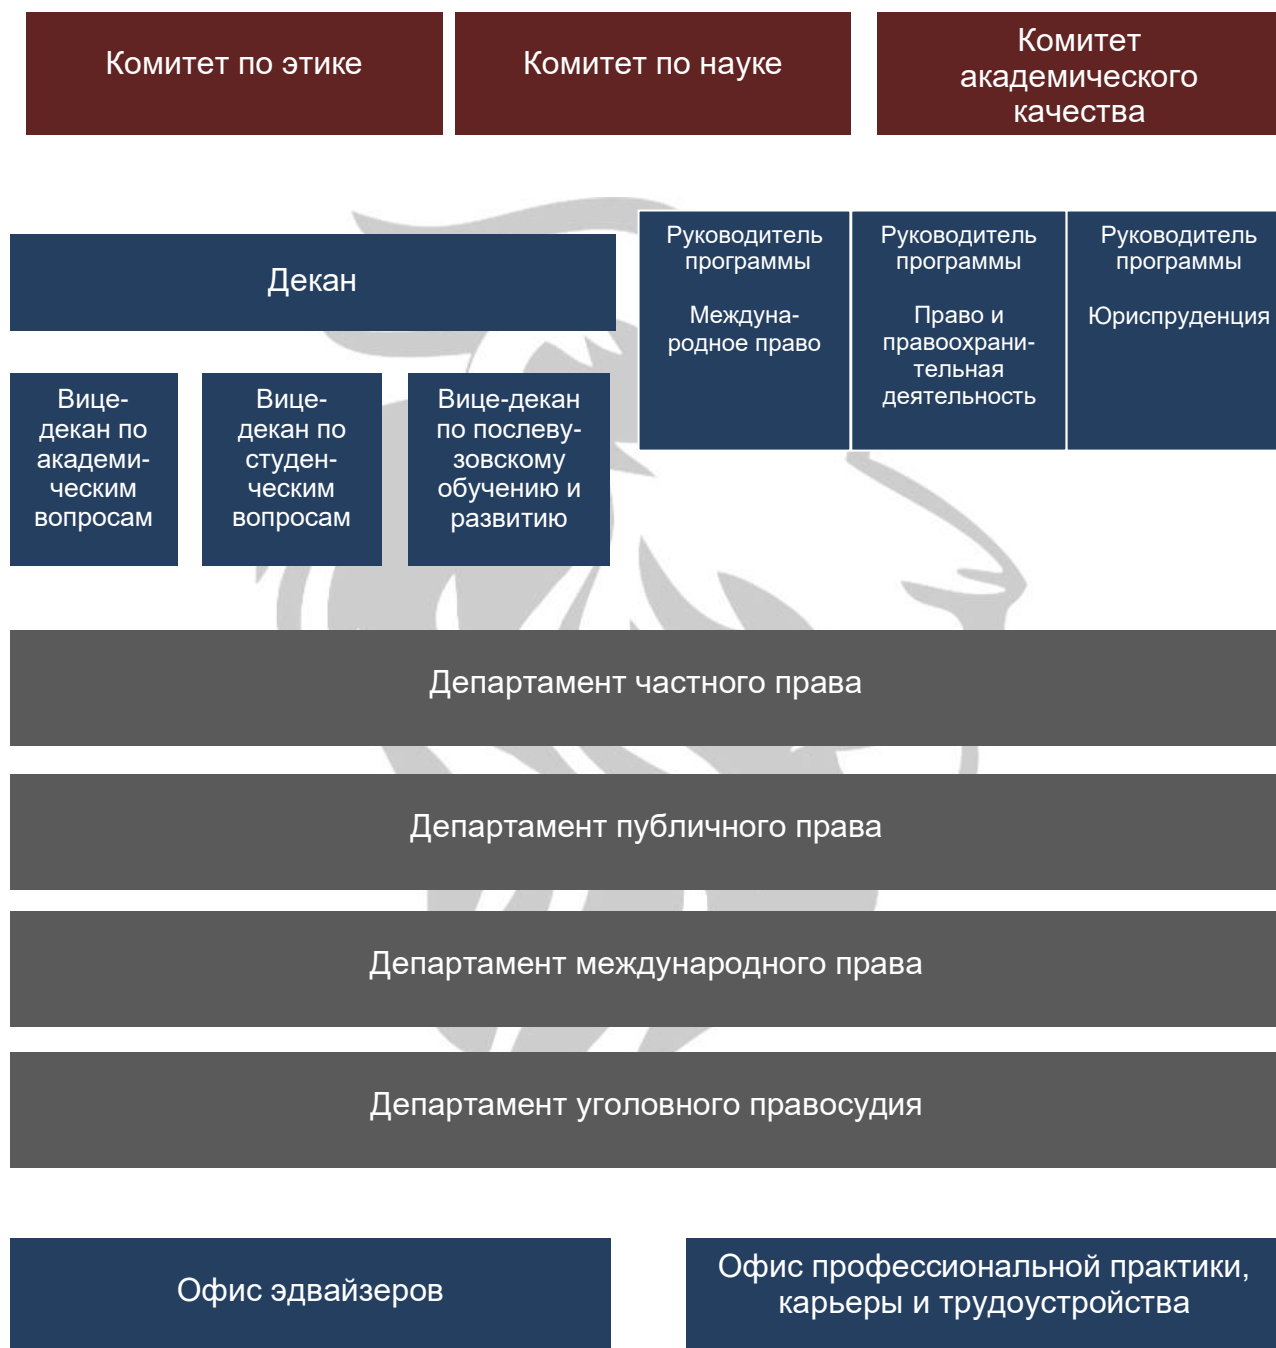 Комитет по этике
Комитет по науке
Комитет
академического
качества
Декан
Руководитель
программы
Междуна-
родное право
Руководитель
программы
Право и
правоохрани-
тельная
деятельность
Руководитель
программы
Юриспруденция
Вице-
декан по
академи-
ческим
вопросам
Вице-
декан по
студен-
ческим
вопросам
Вице-декан
по послеву-
зовскому
обучению и
развитию
Департамент частного права
Департамент публичного права
Департамент международного права
Департамент уголовного правосудия
Офис эдвайзеров
Офис профессиональной практики,
карьеры и трудоустройства